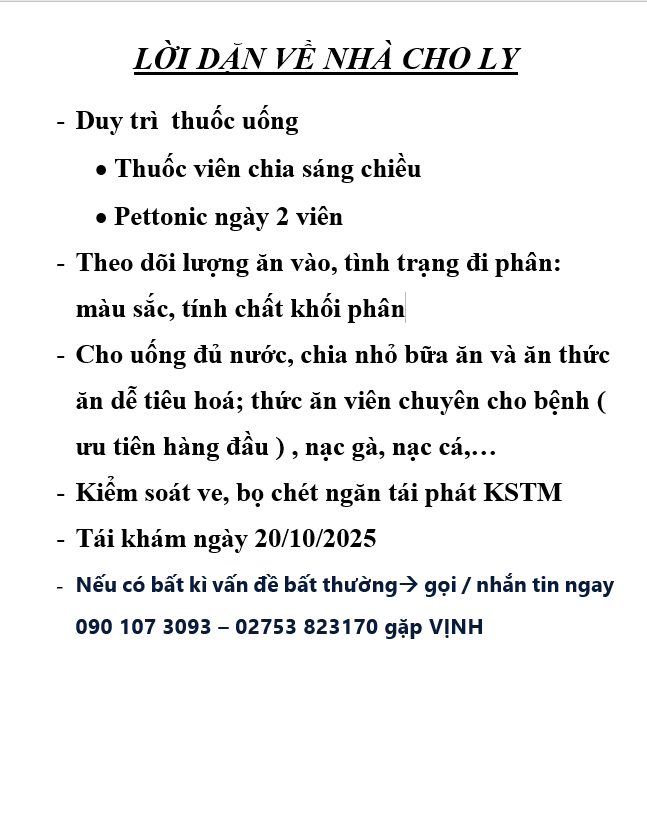 LỜI DẶN VỀ NHÀ CHO LY
- Duy trì  thuốc uống
• Thuốc viên chia sáng chiều
• Pettonic ngày 2 viên
- Theo dõi lượng ăn vào, tình trạng đi phân:
màu sắc, tính chất khối phân
- Cho uống đủ nước, chia nhỏ bữa ăn và ăn thức
ăn dễ tiêu hoá; thức ăn viên chuyên cho bệnh (
ưu tiên hàng đầu ) , nạc gà, nạc cá,…
- Kiểm soát ve, bọ chét ngăn tái phát KSTM
- Tái khám ngày 20/10/2025
- Nếu có bất kì vấn đề bất thường→ gọi / nhắn tin ngay
090 107 3093 – 02753 823170 gặp VỊNH